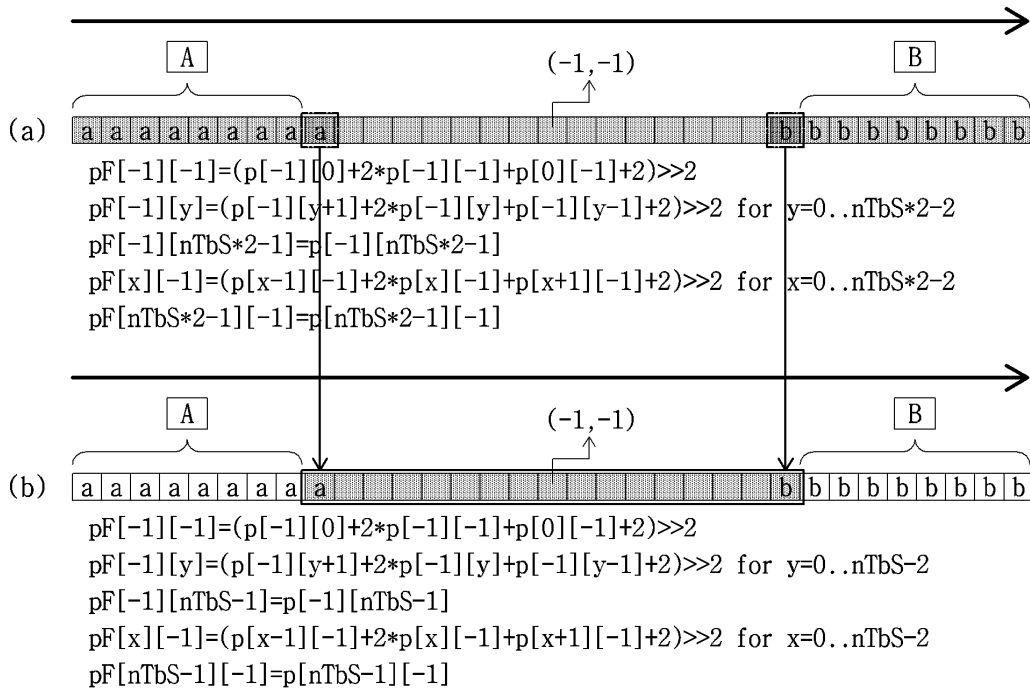 A
(-1,-1)
B
(a) a a a a a a a a a b b b b b b b b b
pF[-1][-1]=(p[-1][0]+2*p[-1][-1]+p[0][-1]+2)>>2
pF[-1][y]=(p[-1][y+1]+2*p[-1][y]+p[-1][y-1]+2)>>2 for y=0..nTbS*2-2
pF[-1][nTbS*2-1]=p[-1][nTbS*2-1]
pF[x][-1]=(p[x-1][-1]+2*p[x][-1]+p[x+1][-1]+2)>>2 for x=0..nTbS*2-2
pF[nTbS*2-1][-1]=p[nTbS*2-1][-1]
A
(-1,-1)
B
(b) a a a a a a a a a b b b b b b b b b
pF[-1][-1]=(p[-1][0]+2*p[-1][-1]+p[0][-1]+2)>>2
pF[-1][y]=(p[-1][y+1]+2*p[-1][y]+p[-1][y-1]+2)>>2 for y=0..nTbS-2
pF[-1][nTbS-1]=p[-1][nTbS-1]
pF[x][-1]=(p[x-1][-1]+2*p[x][-1]+p[x+1][-1]+2)>>2 for x=0..nTbS-2
pF[nTbS-1][-1]=p[nTbS-1][-1]